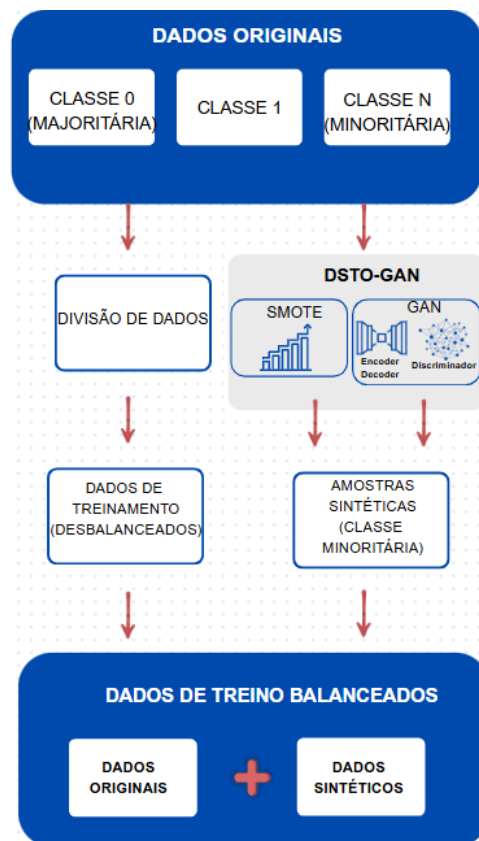 DADOS ORIGINAIS
CLASSE 0
(MAJORITÁRIA)
CLASSE 1
CLASSE N
(MINORITÁRIA)
DIVISÃO DE DADOS
DSTO-GAN
SMOTE
GAN
Encoder
Decoder
Discriminador
DADOS DE
TREINAMENTO
(DESBALANCEADOS)
AMOSTRAS
SINTÉTICAS
(CLASSE
MINORITÁRIA)
DADOS DE TREINO BALANCEADOS
DADOS
ORIGINAIS
DADOS
SINTÉTICOS